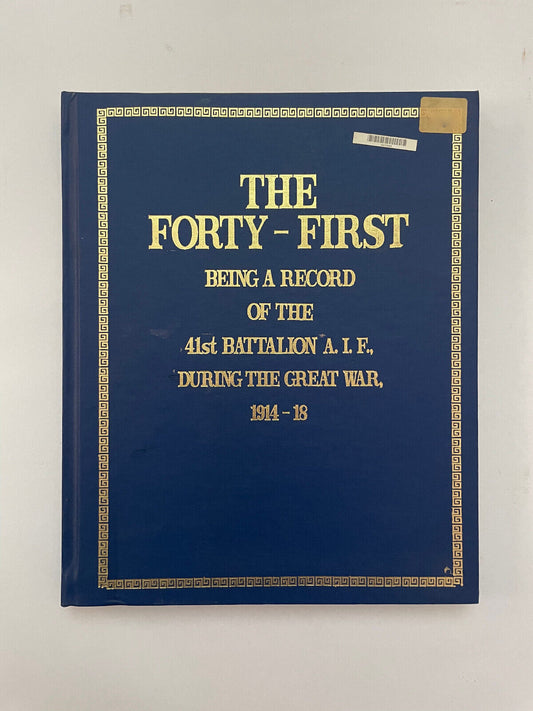 THE
FORTY – FIRST
BEING A RECORD
OF THE
41st BATTALION A. I. F.,
DURING THE GREAT WAR,
1914 – 18